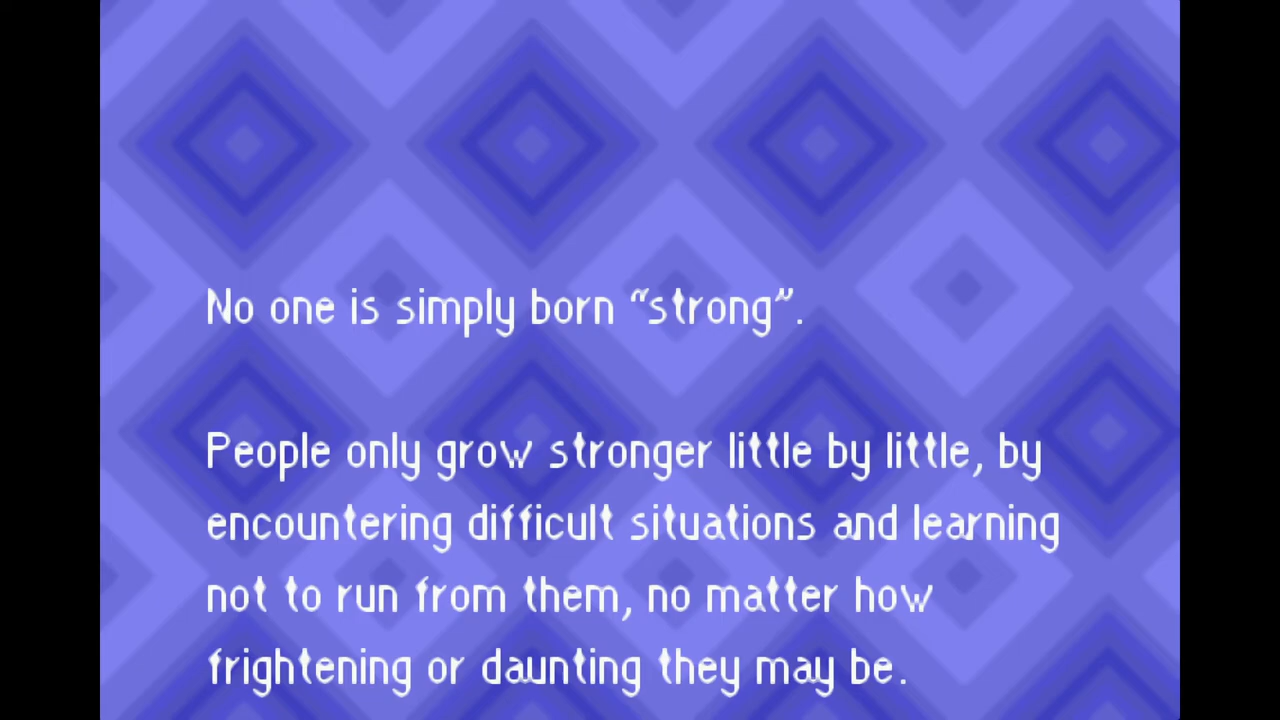 No one is simply born “strong”.
People only grow stronger little by little, by
encountering difficult situations and learning
not to run from them, no matter how
frightening or daunting they may be.